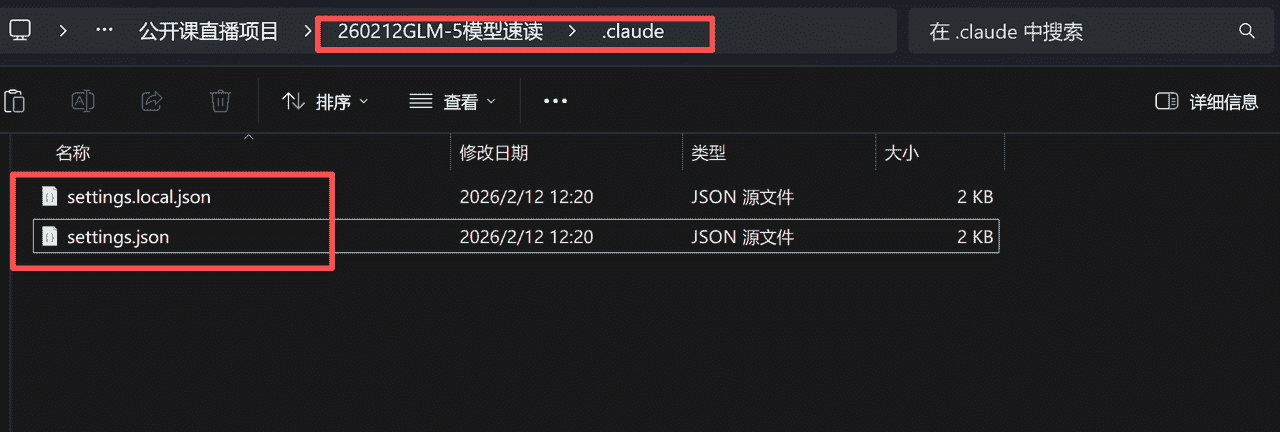 … 公开课直播项目 > 260212GLM-5模型速读 > .claude 在 .claude 中搜索
排序 查看 … 详细信息
名称 修改日期 类型 大小
settings.local.json 2026/2/12 12:20 JSON 源文件 2 KB
settings.json 2026/2/12 12:20 JSON 源文件 2 KB